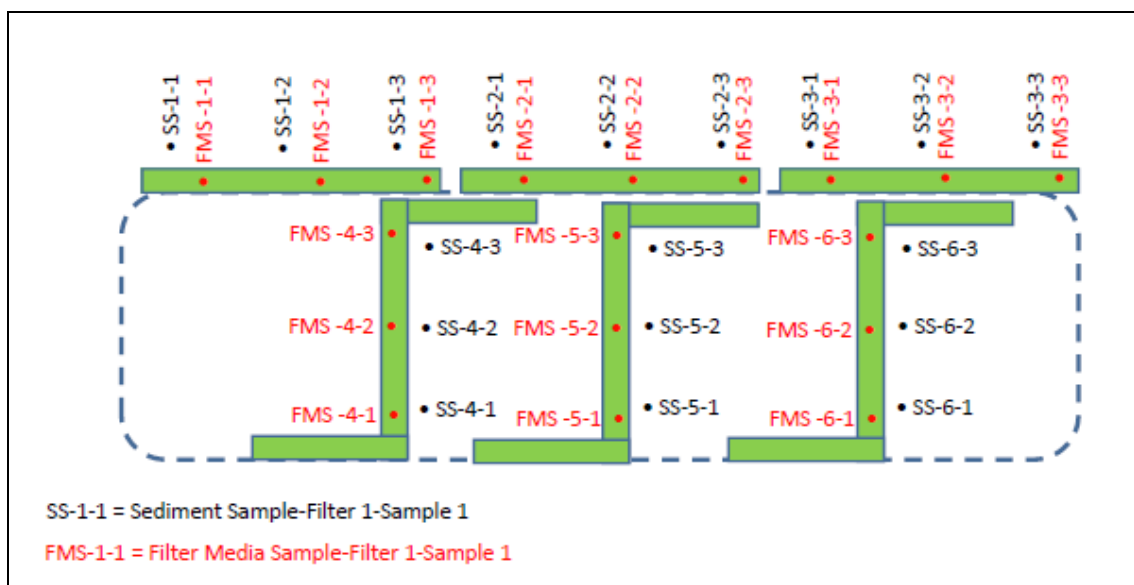 • SS-1-1
FMS -1-1
• SS-1-2
FMS -1-2
• SS-1-3
FMS -1-3
• SS-2-1
FMS -2-1
• SS-2-2
FMS -2-2
• SS-2-3
FMS -2-3
• SS-3-1
FMS -3-1
• SS-3-2
FMS -3-2
• SS-3-3
FMS -3-3
FMS -4-3
• SS-4-3
FMS -5-3
• SS-5-3
FMS -6-3
• SS-6-3
FMS -4-2
• SS-4-2
FMS -5-2
• SS-5-2
FMS -6-2
• SS-6-2
FMS -4-1
• SS-4-1
FMS -5-1
• SS-5-1
FMS -6-1
• SS-6-1
SS-1-1 = Sediment Sample-Filter 1-Sample 1
FMS-1-1 = Filter Media Sample-Filter 1-Sample 1